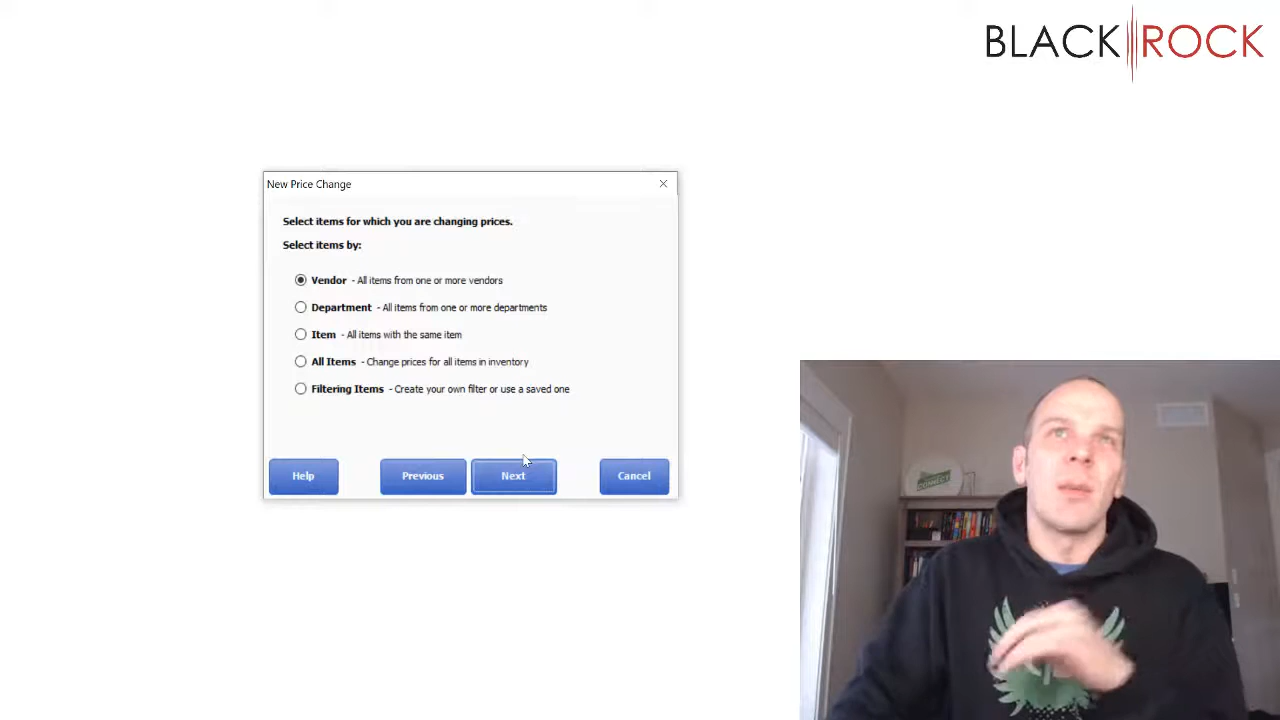 BLACK ROCK
New Price Change
Select items for which you are changing prices.
Select items by:
Vendor - All items from one or more vendors
Department - All items from one or more departments
Item - All items with the same item
All Items - Change prices for all items in inventory
Filtering Items - Create your own filter or use a saved one
Help Previous Next Cancel
CONNECT